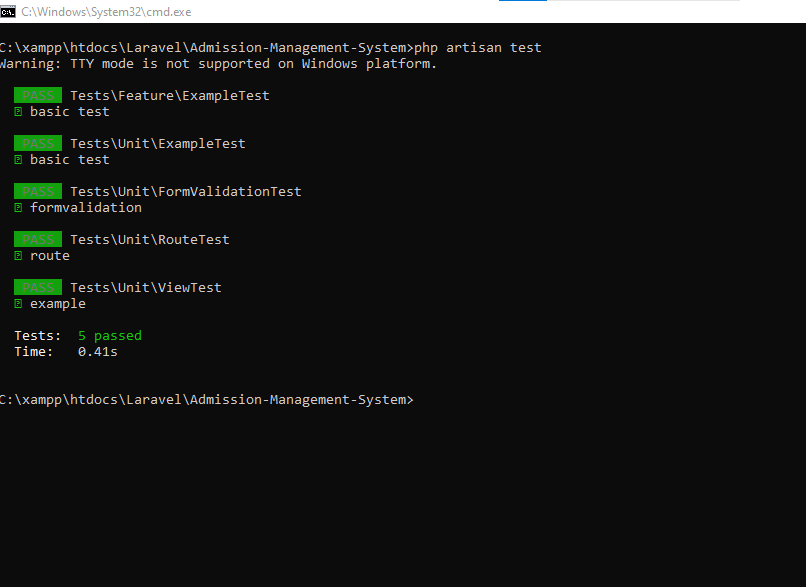 C:\Windows\System32\cmd.exe
C:\xampp\htdocs\Laravel\Admission-Management-System>php artisan test
Warning: TTY mode is not supported on Windows platform.
PASS Tests\Feature\ExampleTest
basic test
PASS Tests\Unit\ExampleTest
basic test
PASS Tests\Unit\FormValidationTest
formvalidation
PASS Tests\Unit\RouteTest
route
PASS Tests\Unit\ViewTest
example
Tests: 5 passed
Time: 0.41s
C:\xampp\htdocs\Laravel\Admission-Management-System>